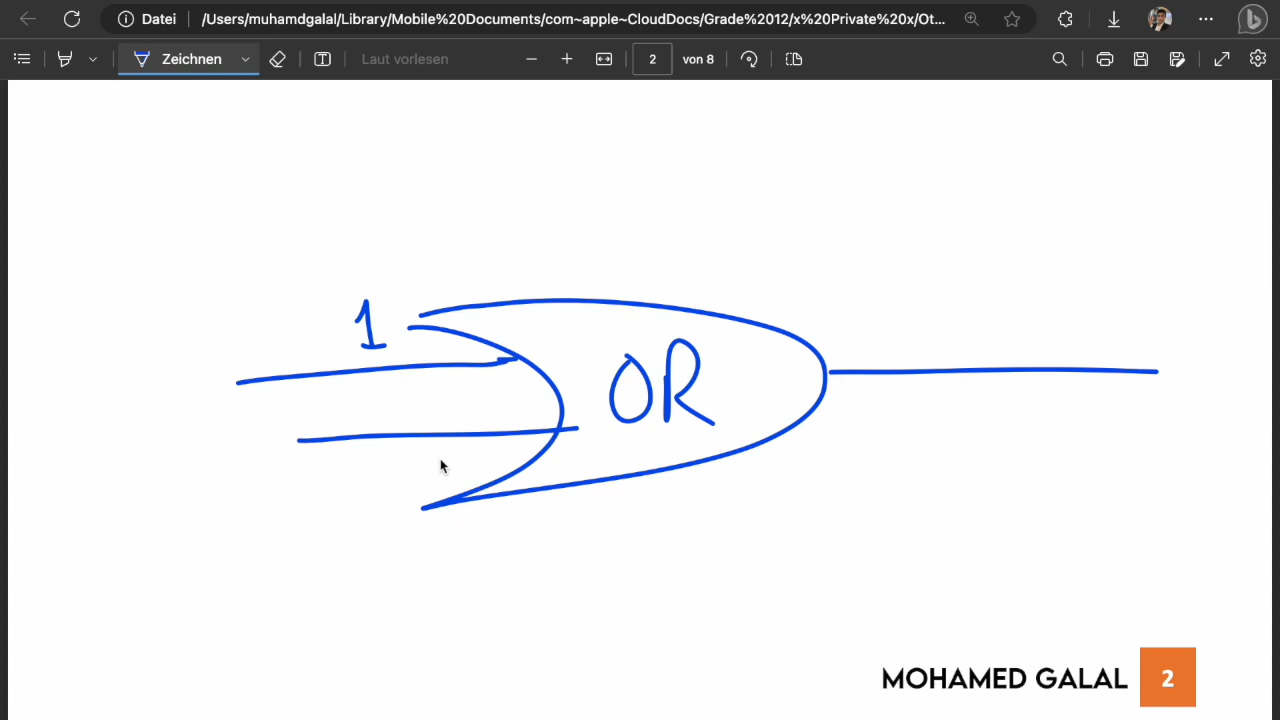 Datei
/Users/muhamdgalal/Library/Mobile%20Documents/com~apple~CloudDocs/Grade%2012/x%20Private%20x/Ot...
Zeichnen
Laut vorlesen
2 von 8
1
OR
MOHAMED GALAL 2